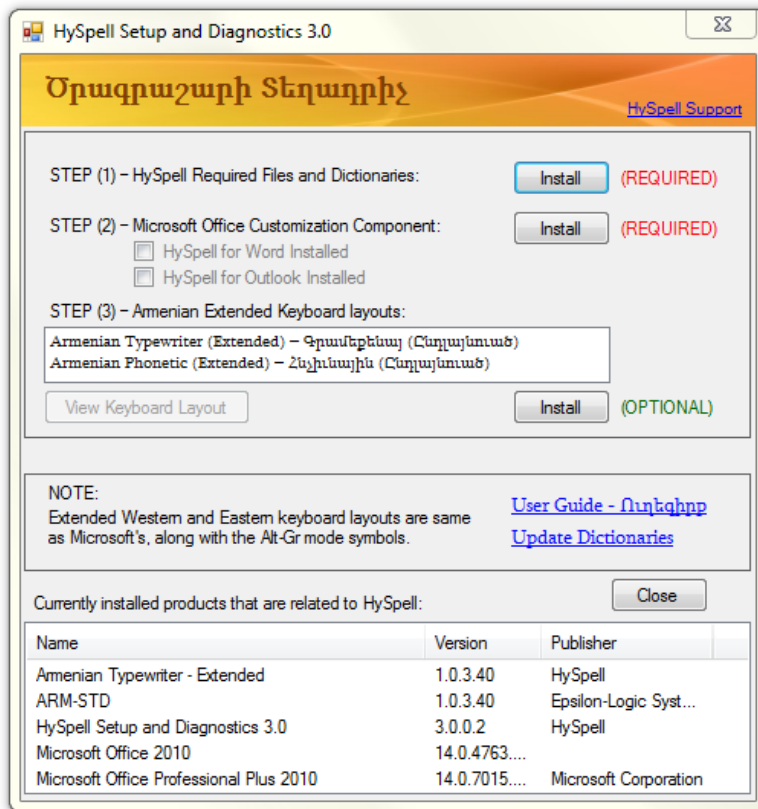 HySpell Setup and Diagnostics 3.0
Ծրագրաշարի Տեղադրիչ
HySpell Support
STEP (1) – HySpell Required Files and Dictionaries: Install (REQUIRED)
STEP (2) – Microsoft Office Customization Component: Install (REQUIRED)
HySpell for Word Installed
HySpell for Outlook Installed
STEP (3) – Armenian Extended Keyboard layouts:
Armenian Typewriter (Extended) – Գրամեքենայ (Ընդլայնուած)
Armenian Phonetic (Extended) – Հնչիւնային (Ընդլայնուած)
View Keyboard Layout Install (OPTIONAL)
NOTE:
Extended Western and Eastern keyboard layouts are same
as Microsoft's, along with the Alt-Gr mode symbols.
User Guide - Ուղեգիրք
Update Dictionaries
Close
Currently installed products that are related to HySpell:
Name Version Publisher
Armenian Typewriter - Extended 1.0.3.40 HySpell
ARM-STD 1.0.3.40 Epsilon-Logic Syst...
HySpell Setup and Diagnostics 3.0 3.0.0.2 HySpell
Microsoft Office 2010 14.0.4763....
Microsoft Office Professional Plus 2010 14.0.7015.... Microsoft Corporation